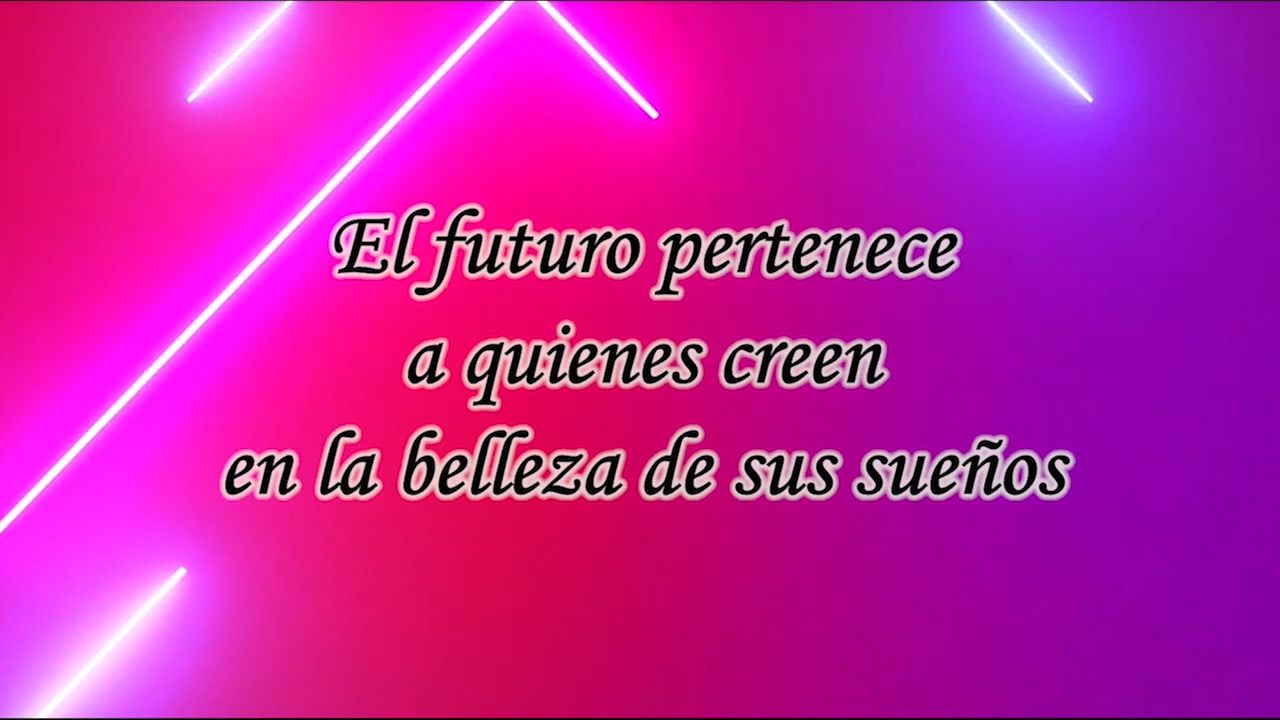 El futuro pertenece
a quienes creen
en la belleza de sus sueños